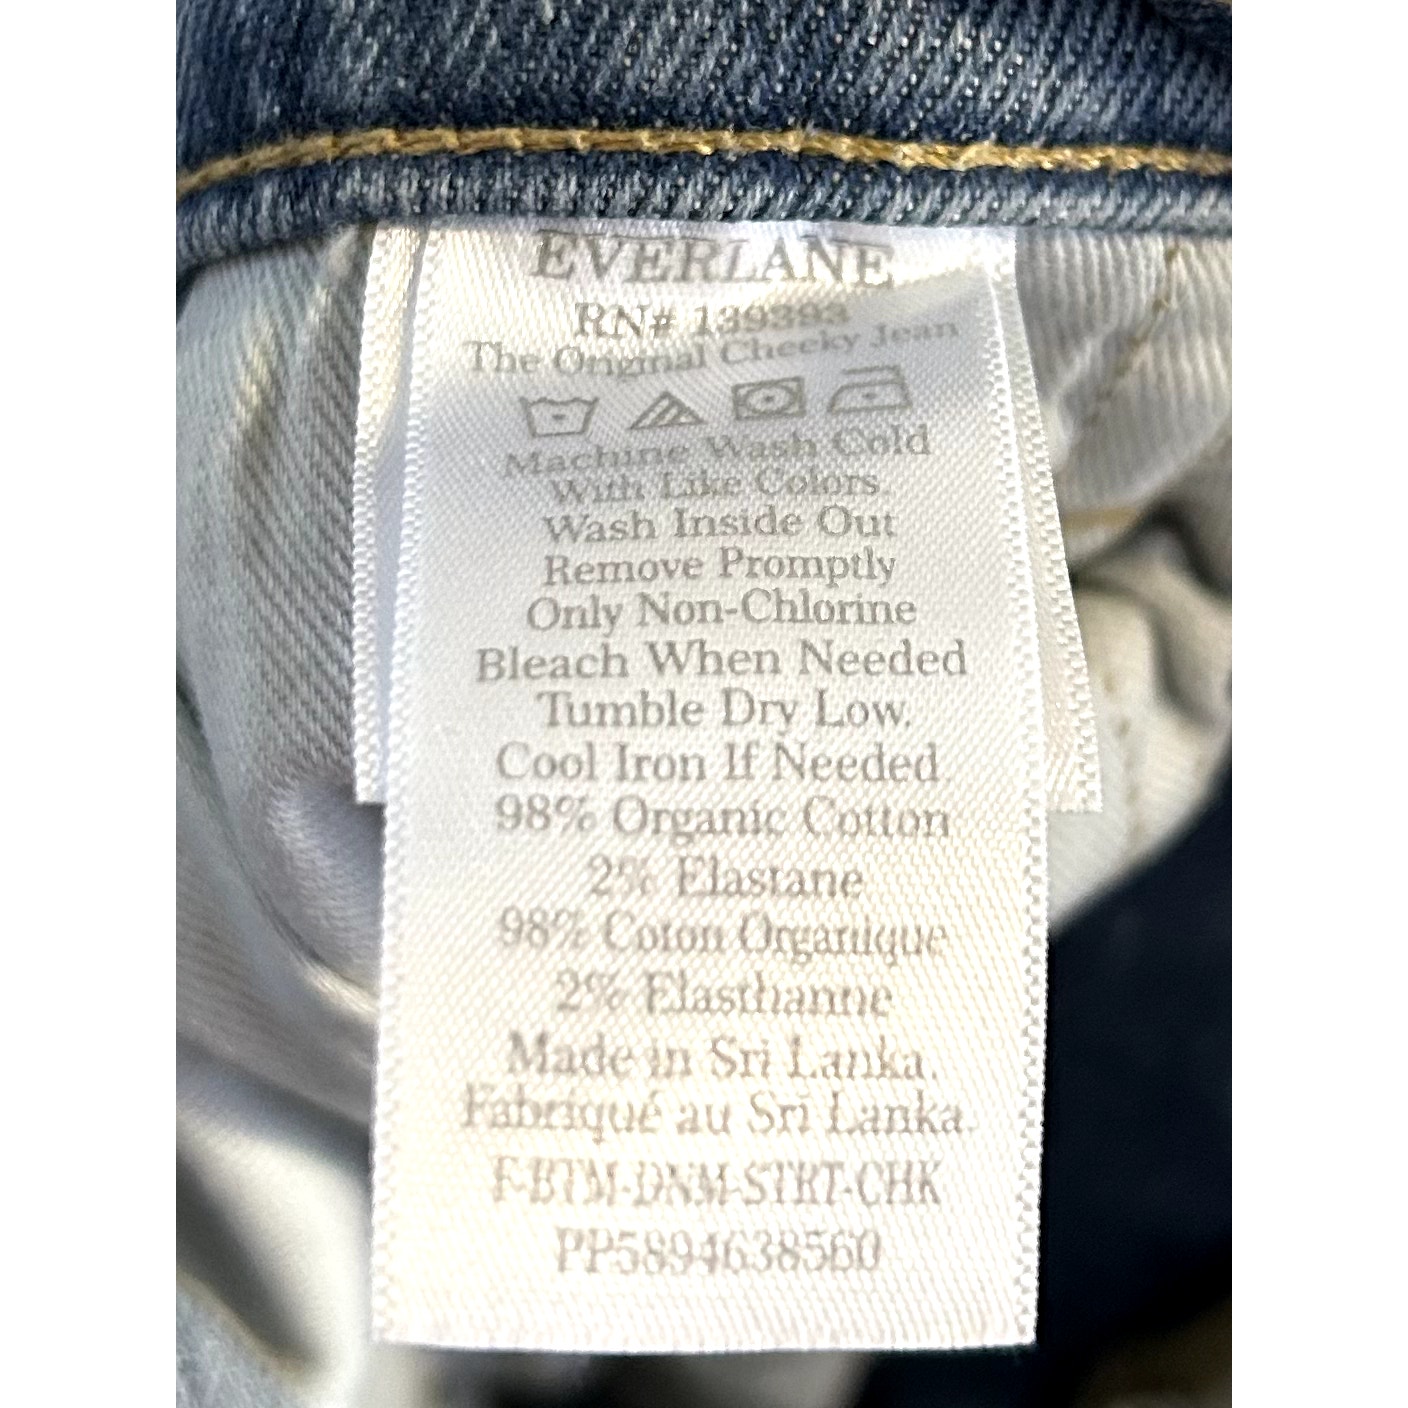 EVERLANE
RN# 139393
The Original Cheeky Jean
Machine Wash Cold
With Like Colors.
Wash Inside Out
Remove Promptly
Only Non-Chlorine
Bleach When Needed
Tumble Dry Low.
Cool Iron If Needed.
98% Organic Cotton
2% Elastane
98% Coton Organique
2% Elasthanne
Made in Sri Lanka.
Fabriqué au Sri Lanka.
F-BTM-DNM-STRT-CHK
PP5894638560